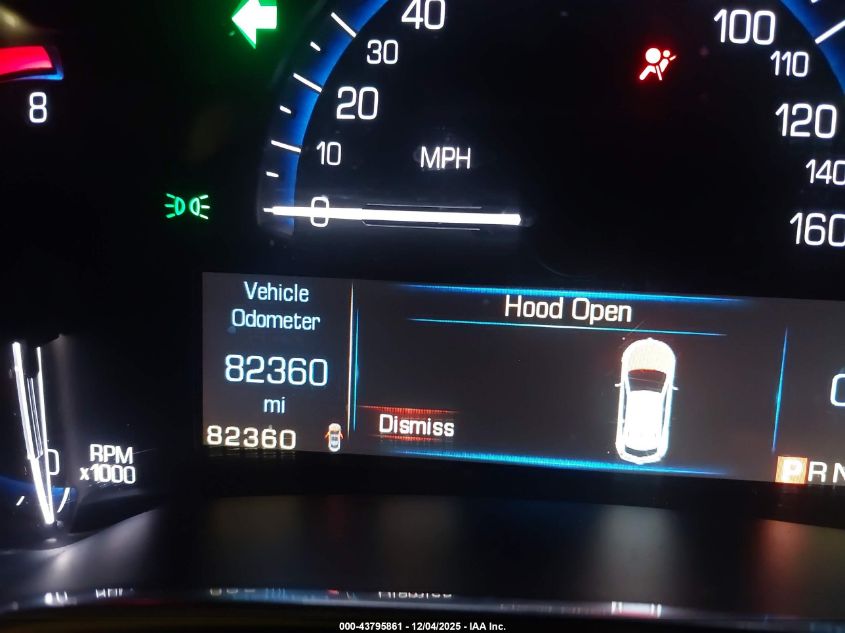 40
30
20
10
0
MPH
100
110
120
140
160
8
RPM
x1000
0
Vehicle
Odometer
82360
mi
82360
Hood Open
Dismiss
P R N
000-43795861 - 12/04/2025 - IAA Inc.